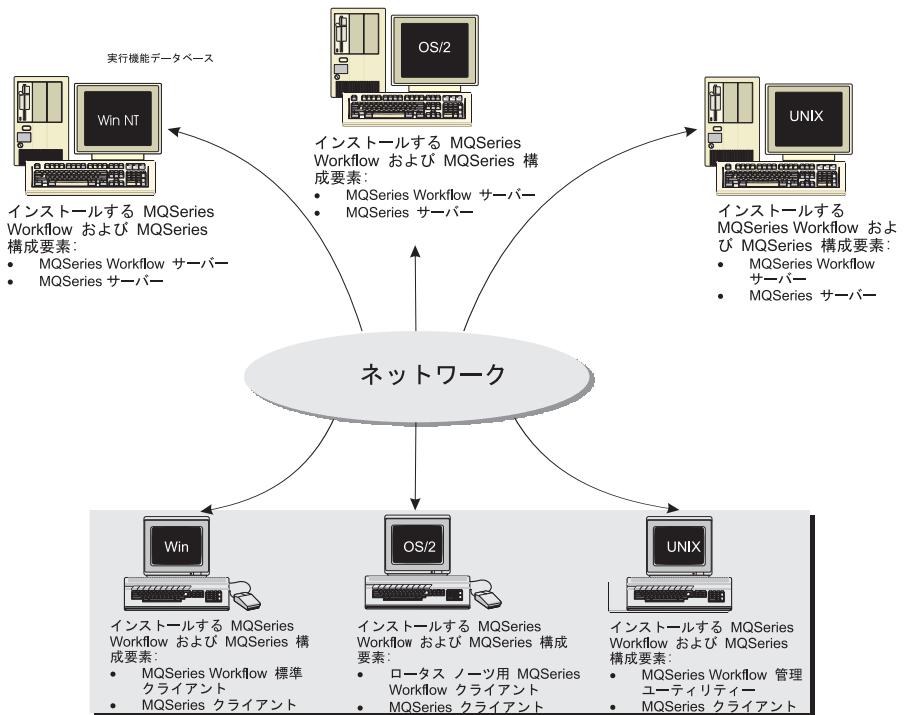 実行機能データベース
Win NT
インストールする MQSeries
Workflow および MQSeries
構成要素:
• MQSeries Workflow サーバー
• MQSeries サーバー
OS/2
インストールする MQSeries
Workflow および MQSeries 構
成要素:
• MQSeries Workflow サーバー
• MQSeries サーバー
UNIX
インストールする
MQSeries Workflow およ
び MQSeries 構成要素:
• MQSeries Workflow
サーバー
• MQSeries サーバー
ネットワーク
Win
インストールする MQSeries
Workflow および MQSeries 構
成要素:
• MQSeries Workflow 標準
クライアント
• MQSeries クライアント
OS/2
インストールする MQSeries
Workflow および MQSeries 構成
要素:
• ロータス ノーツ用 MQSeries
Workflow クライアント
• MQSeries クライアント
UNIX
インストールする MQSeries
Workflow および MQSeries
構成要素:
• MQSeries Workflow 管理
ユーティリティー
• MQSeries クライアント